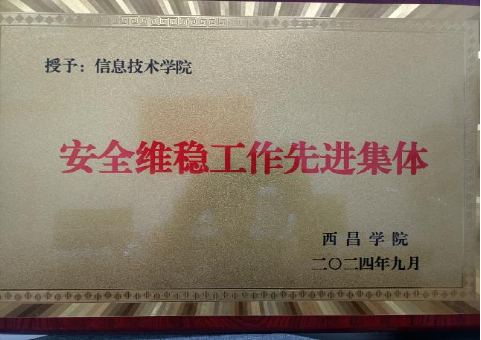 授予：信息技术学院
安全维稳工作先进集体
西昌学院
二〇二四年九月